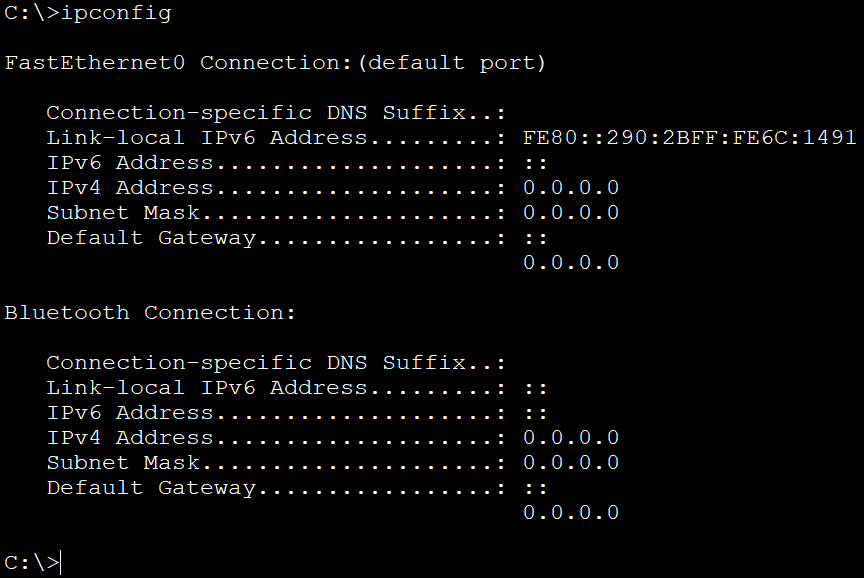 C:\>ipconfig
FastEthernet0 Connection:(default port)
Connection-specific DNS Suffix..:
Link-local IPv6 Address.........: FE80::290:2BFF:FE6C:1491
IPv6 Address....................: ::
IPv4 Address....................: 0.0.0.0
Subnet Mask.....................: 0.0.0.0
Default Gateway.................: ::
0.0.0.0
Bluetooth Connection:
Connection-specific DNS Suffix..:
Link-local IPv6 Address.........: ::
IPv6 Address....................: ::
IPv4 Address....................: 0.0.0.0
Subnet Mask.....................: 0.0.0.0
Default Gateway.................: ::
0.0.0.0
C:\>